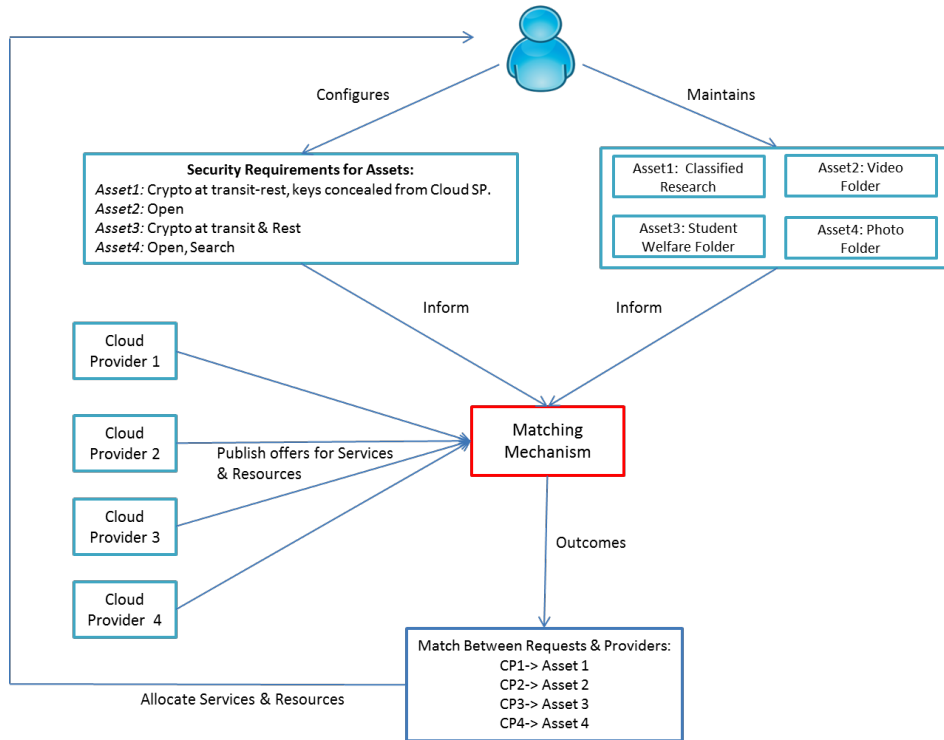 Configures
Maintains
Security Requirements for Assets:
Asset1: Crypto at transit-rest, keys concealed from Cloud SP.
Asset2: Open
Asset3: Crypto at transit & Rest
Asset4: Open, Search
Asset1: Classified
Research
Asset2: Video
Folder
Asset3: Student
Welfare Folder
Asset4: Photo
Folder
Inform
Inform
Cloud
Provider 1
Cloud
Provider 2
Cloud
Provider 3
Cloud
Provider 4
Publish offers for Services
& Resources
Matching
Mechanism
Outcomes
Match Between Requests & Providers:
CP1-> Asset 1
CP2-> Asset 2
CP3-> Asset 3
CP4-> Asset 4
Allocate Services & Resources